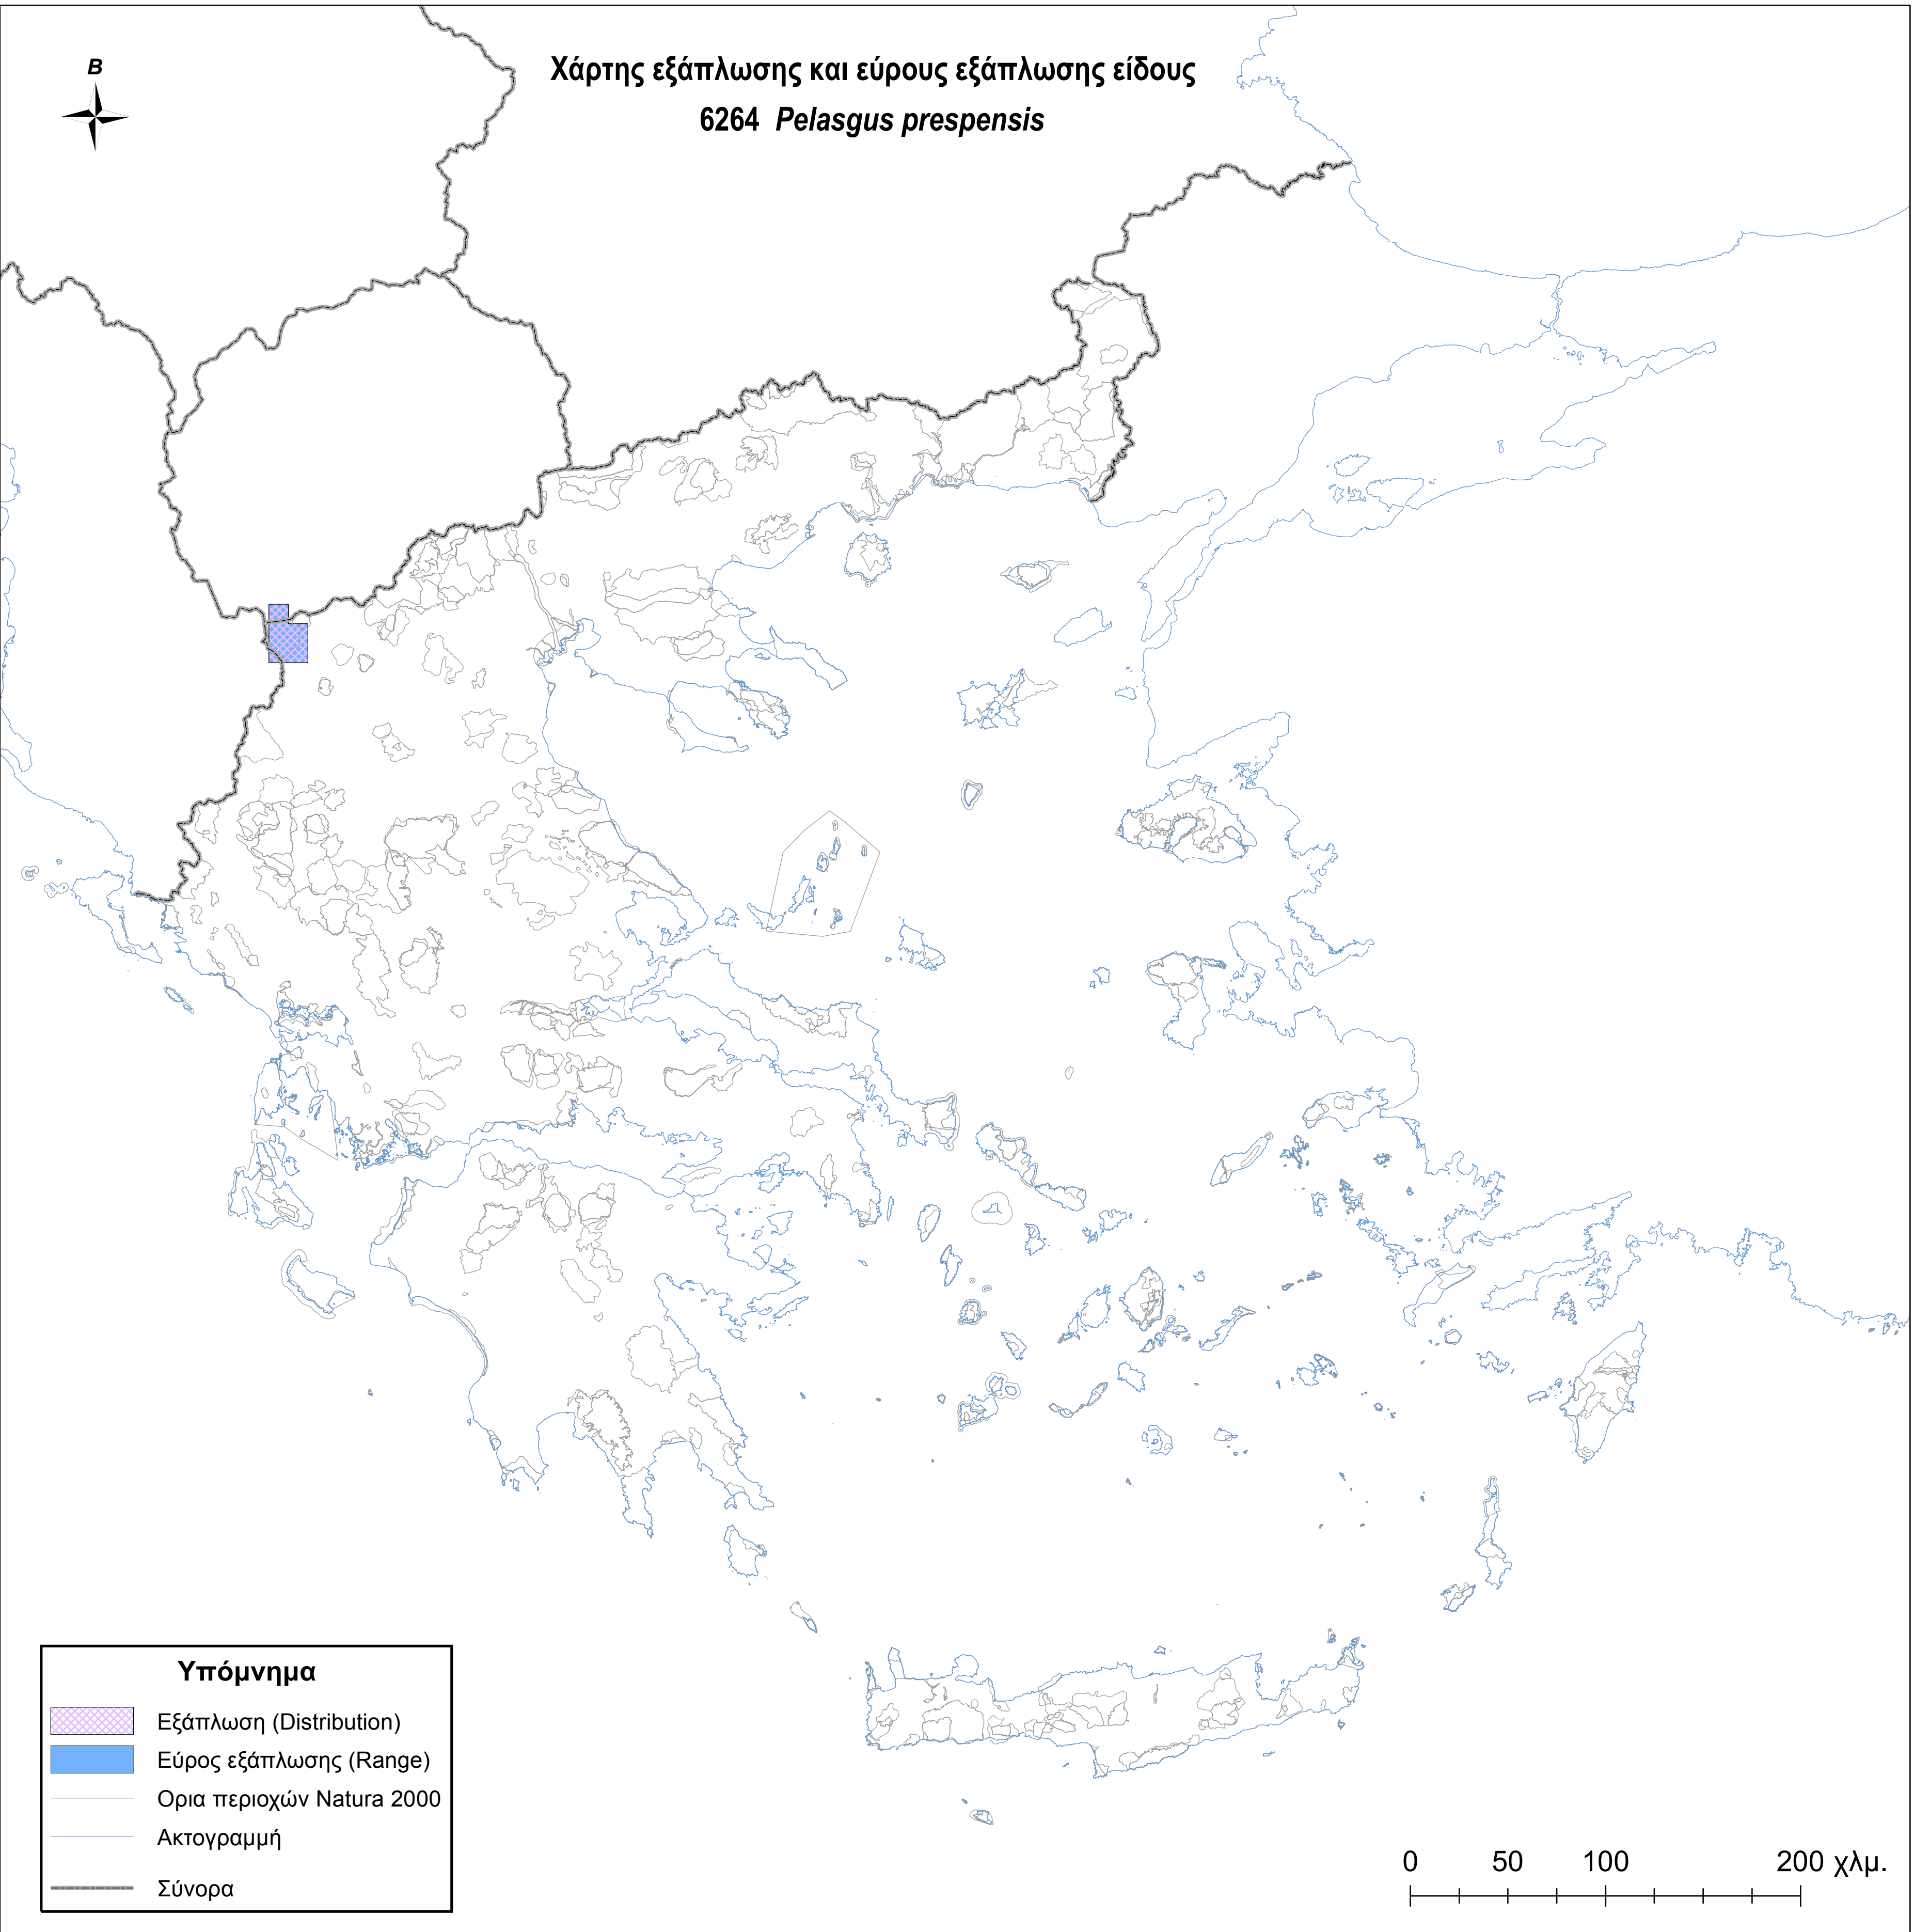 Χάρτης εξάπλωσης και εύρους εξάπλωσης είδους
6264 Pelasgus prespensis
Β
Υπόμνημα
Εξάπλωση (Distribution)
Εύρος εξάπλωσης (Range)
Ορια περιοχών Natura 2000
Ακτογραμμή
Σύνορα
0 50 100 200 χλμ.